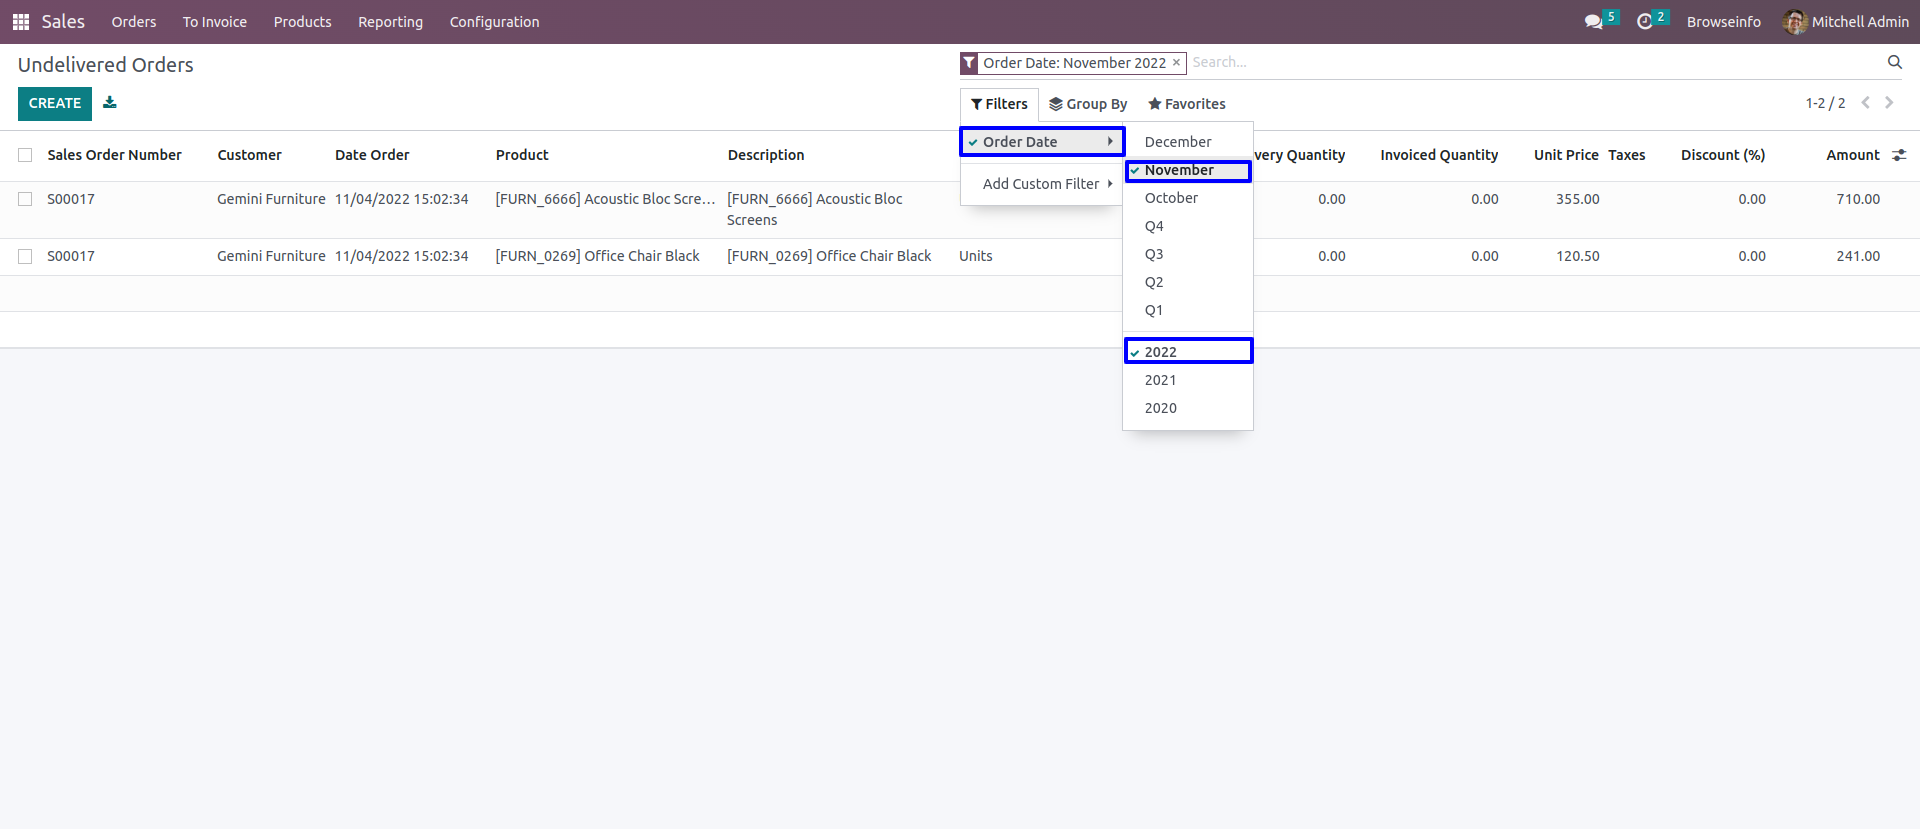 Sales Orders To Invoice Products Reporting Configuration 5 2 Browseinfo Mitchell Admin
Undelivered Orders
Order Date: November 2022 × Search...
CREATE
Filters Group By Favorites
1-2 / 2
Order Date
Add Custom Filter
December
November
October
Q4
Q3
Q2
Q1
2022
2021
2020
Sales Order Number Customer Date Order Product Description very Quantity Invoiced Quantity Unit Price Taxes Discount (%) Amount
S00017 Gemini Furniture 11/04/2022 15:02:34 [FURN_6666] Acoustic Bloc Scre... [FURN_6666] Acoustic Bloc 0.00 0.00 355.00 0.00 710.00
Screens
S00017 Gemini Furniture 11/04/2022 15:02:34 [FURN_0269] Office Chair Black [FURN_0269] Office Chair Black Units 0.00 0.00 120.50 0.00 241.00